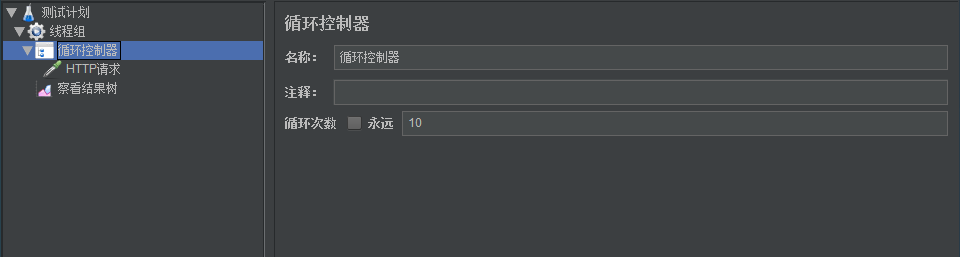 测试计划
线程组
循环控制器
HTTP请求
察看结果树
循环控制器
名称： 循环控制器
注释：
循环次数 永远 10